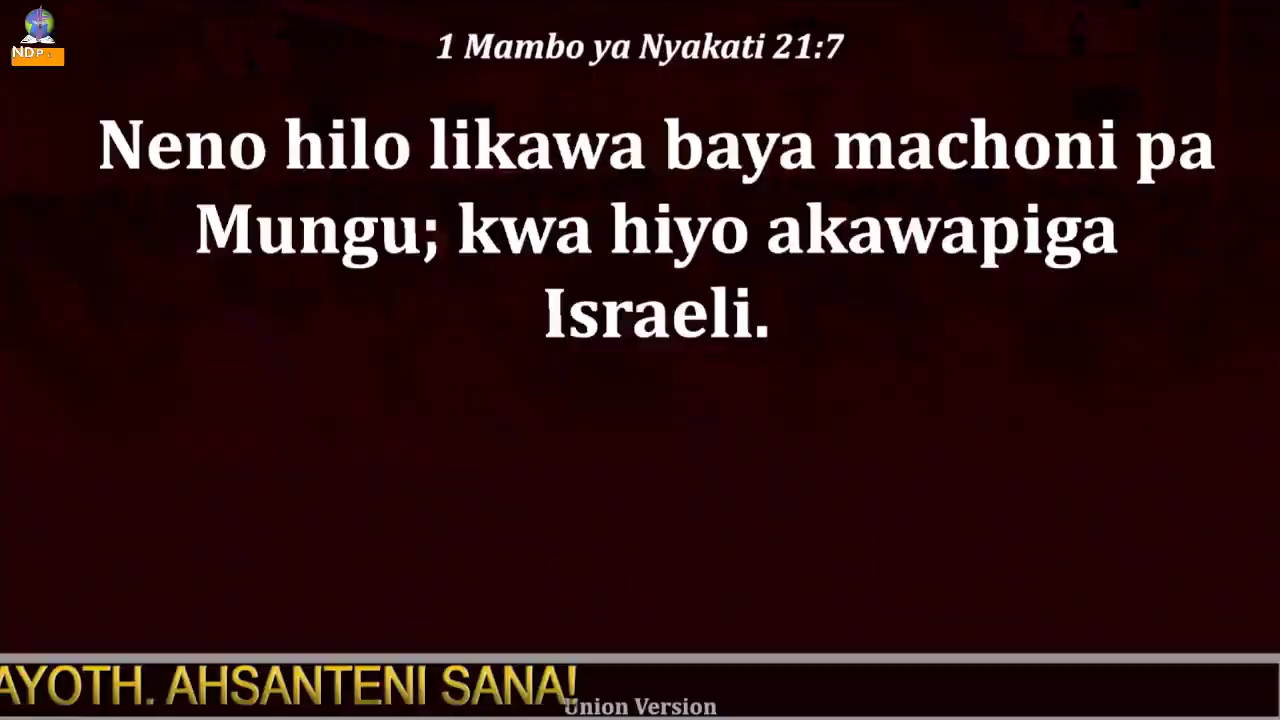 1 Mambo ya Nyakati 21:7
Neno hilo likawa baya machoni pa
Mungu; kwa hiyo akawapiga
Israeli.
AYOTH. AHSANTENI SANA!
Union Version